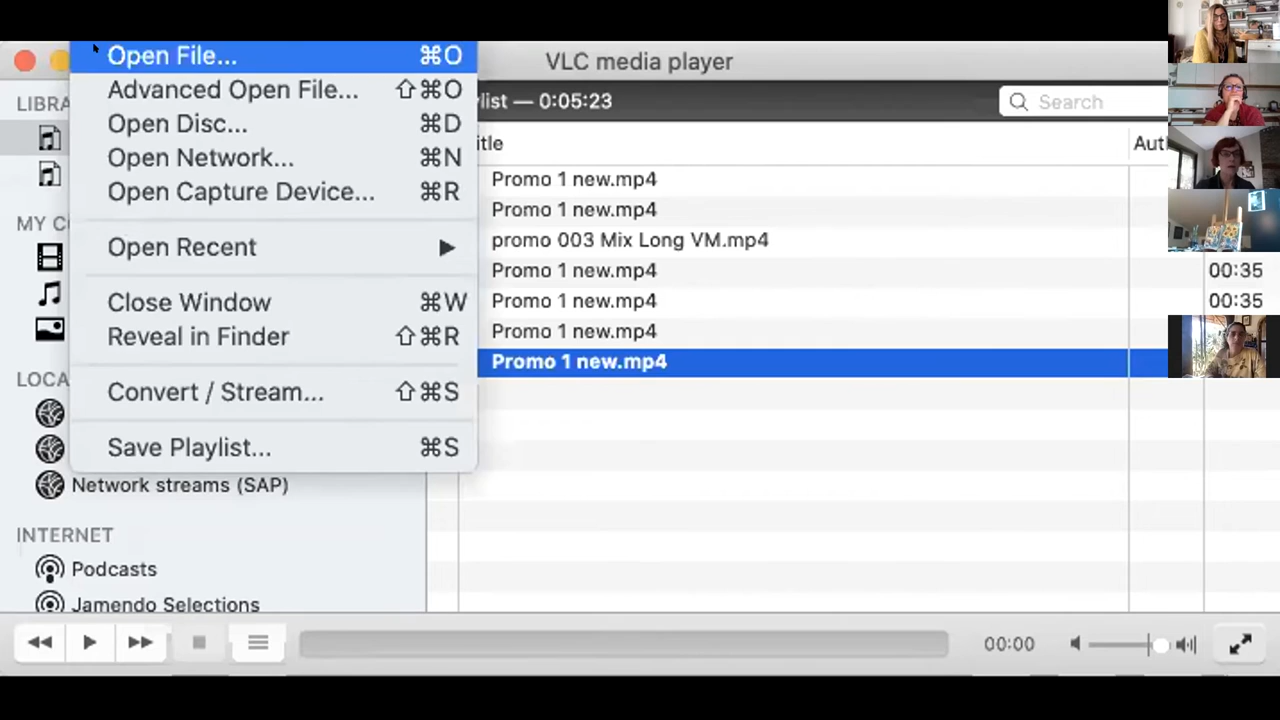 VLC media player
Open File... ⌘O
Advanced Open File... ⇧⌘O
Open Disc... ⌘D
Open Network... ⌘N
Open Capture Device... ⌘R
Open Recent ▶
Close Window ⌘W
Reveal in Finder ⇧⌘R
Convert / Stream... ⇧⌘S
Save Playlist... ⌘S
LIBRA
MY C
LOCA
Network streams (SAP)
INTERNET
Podcasts
Jamendo Selections
list — 0:05:23
Search
itle Aut
Promo 1 new.mp4
Promo 1 new.mp4
promo 003 Mix Long VM.mp4
Promo 1 new.mp4 00:35
Promo 1 new.mp4 00:35
Promo 1 new.mp4
Promo 1 new.mp4
00:00